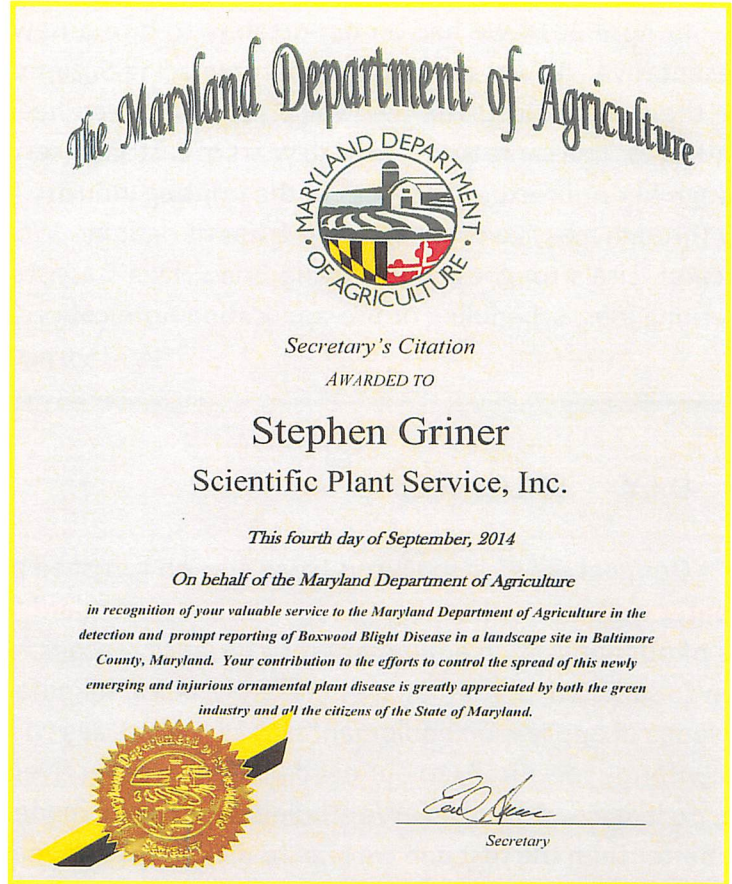 The Maryland Department of Agriculture
MARYLAND DEPARTMENT
• OF AGRICULTURE •
Secretary's Citation
AWARDED TO
Stephen Griner
Scientific Plant Service, Inc.
This fourth day of September, 2014
On behalf of the Maryland Department of Agriculture
in recognition of your valuable service to the Maryland Department of Agriculture in the
detection and prompt reporting of Boxwood Blight Disease in a landscape site in Baltimore
County, Maryland. Your contribution to the efforts to control the spread of this newly
emerging and injurious ornamental plant disease is greatly appreciated by both the green
industry and all the citizens of the State of Maryland.
Maryland Department of Agriculture
Secretary
Secretary